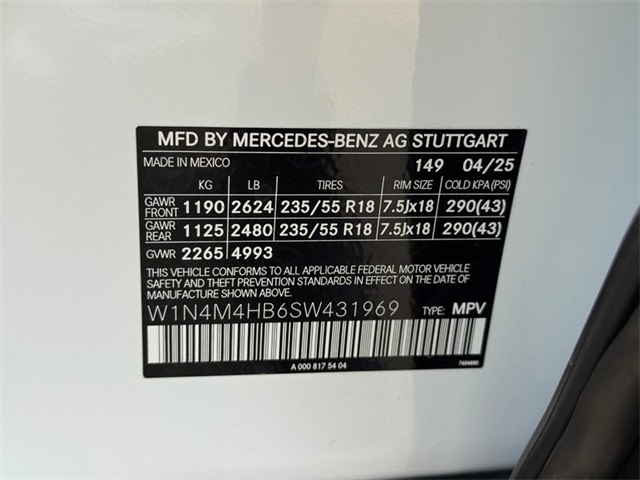 MFD BY MERCEDES-BENZ AG STUTTGART
MADE IN MEXICO 149 04/25
KG LB TIRES RIM SIZE COLD KPA(PSI)
GAWR FRONT 1190 2624 235/55 R18 7.5Jx18 290(43)
GAWR REAR 1125 2480 235/55 R18 7.5Jx18 290(43)
GVWR 2265 4993
THIS VEHICLE CONFORMS TO ALL APPLICABLE FEDERAL MOTOR VEHICLE
SAFETY AND THEFT PREVENTION STANDARDS IN EFFECT ON THE DATE OF
MANUFACTURE SHOWN ABOVE.
W1N4M4HB6SW431969 TYPE: MPV
A 000 817 54 04